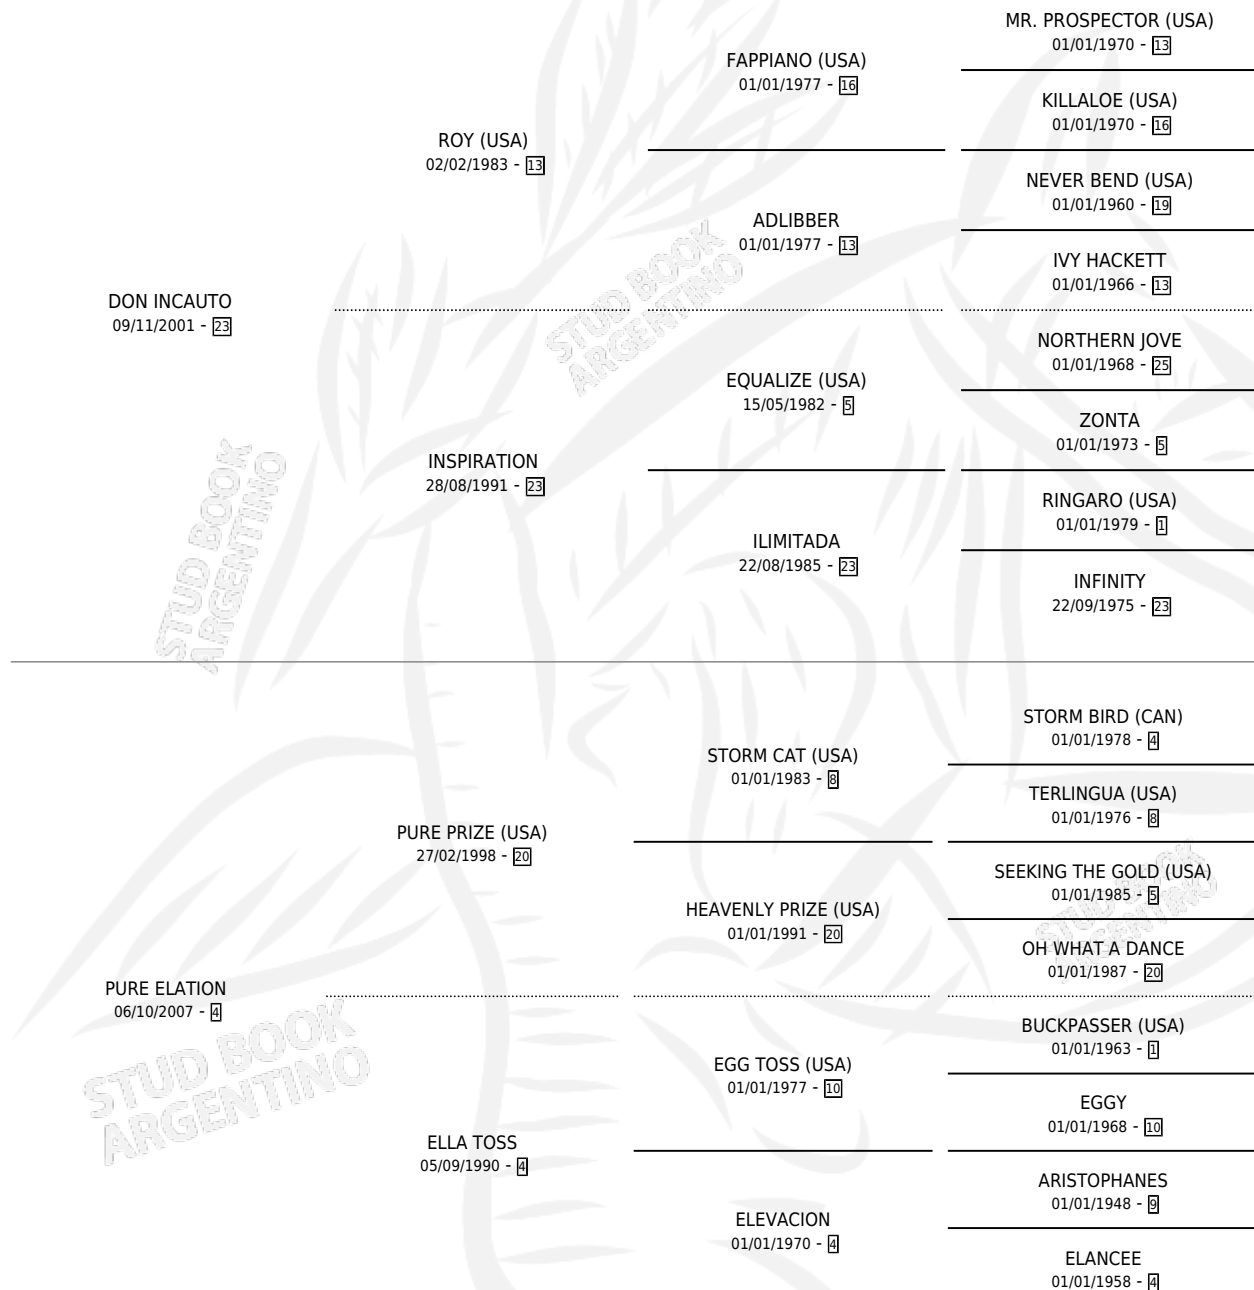 MR. PROSPECTOR (USA)
01/01/1970 - 13
FAPPIANO (USA)
01/01/1977 - 16
KILLALOE (USA)
01/01/1970 - 16
ROY (USA)
02/02/1983 - 13
NEVER BEND (USA)
01/01/1960 - 19
ADLIBBER
01/01/1977 - 13
IVY HACKETT
01/01/1966 - 13
DON INCAUTO
09/11/2001 - 23
NORTHERN JOVE
01/01/1968 - 25
EQUALIZE (USA)
15/05/1982 - 5
ZONTA
01/01/1973 - 5
INSPIRATION
28/08/1991 - 23
RINGARO (USA)
01/01/1979 - 1
ILIMITADA
22/08/1985 - 23
INFINITY
22/09/1975 - 23
STORM BIRD (CAN)
01/01/1978 - 4
STORM CAT (USA)
01/01/1983 - 8
TERLINGUA (USA)
01/01/1976 - 8
PURE PRIZE (USA)
27/02/1998 - 20
SEEKING THE GOLD (USA)
01/01/1985 - 5
HEAVENLY PRIZE (USA)
01/01/1991 - 20
OH WHAT A DANCE
01/01/1987 - 20
PURE ELATION
06/10/2007 - 4
BUCKPASSER (USA)
01/01/1963 - 1
EGG TOSS (USA)
01/01/1977 - 10
EGGY
01/01/1968 - 10
ELLA TOSS
05/09/1990 - 4
ARISTOPHANES
01/01/1948 - 9
ELEVACION
01/01/1970 - 4
ELANCEE
01/01/1958 - 4
STUD BOOK
ARGENTINO
STUD BOOK
ARGENTINO
STUD BOOK
ARGENTINO
STUD BOOK
ARGENTINO